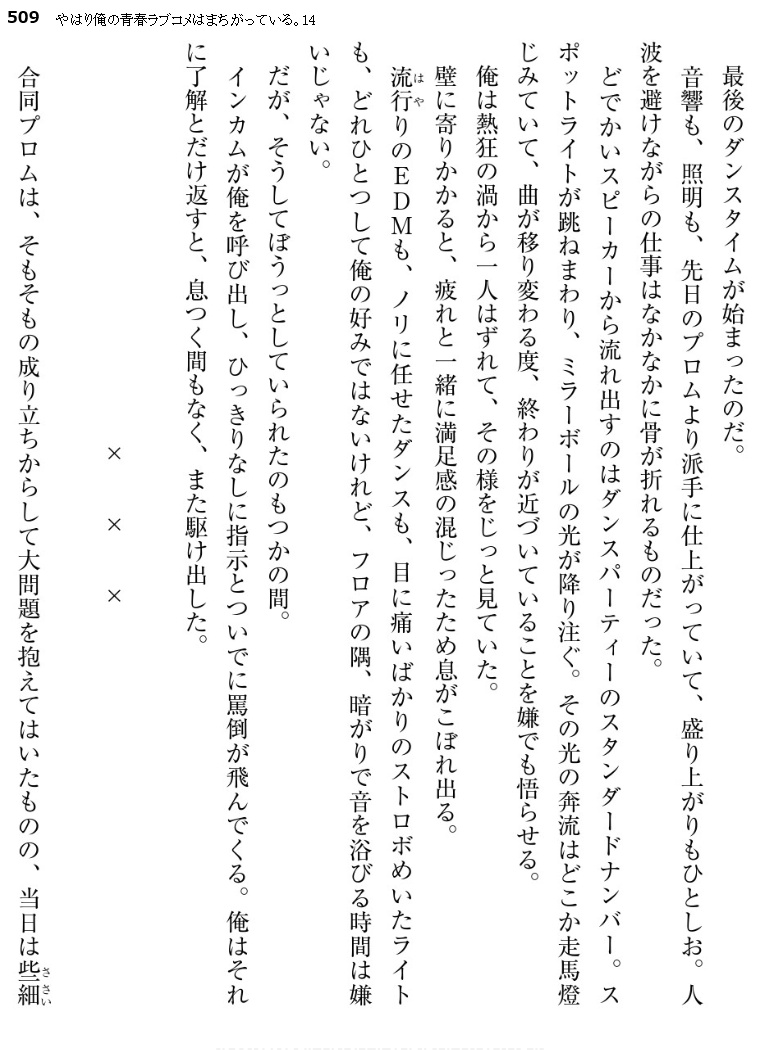 509 やはり俺の青春ラブコメはまちがっている。14
最後のダンスタイムが始まったのだ。
音響も、照明も、先日のプロムより派手に仕上がっていて、盛り上がりもひとしお。人
波を避けながらの仕事はなかなかに骨が折れるものだった。
どでかいスピーカーから流れ出すのはダンスパーティーのスタンダードナンバー。ス
ポットライトが跳ねまわり、ミラーボールの光が降り注ぐ。その光の奔流はどこか走馬燈
じみていて、曲が移り変わる度、終わりが近づいていることを嫌でも悟らせる。
俺は熱狂の渦から一人はずれて、その様をじっと見ていた。
壁に寄りかかると、疲れと一緒に満足感の混じったため息がこぼれ出る。
流行りのEDMも、ノリに任せたダンスも、目に痛いばかりのストロボめいたライト
はや
も、どれひとつして俺の好みではないけれど、フロアの隅、暗がりで音を浴びる時間は嫌
いじゃない。
だが、そうしてぼうっとしていられたのもつかの間。
インカムが俺を呼び出し、ひっきりなしに指示とついでに罵倒が飛んでくる。俺はそれ
に了解とだけ返すと、息つく間もなく、また駆け出した。
× × ×
合同プロムは、そもそもの成り立ちからして大問題を抱えてはいたものの、当日は些細
ささい